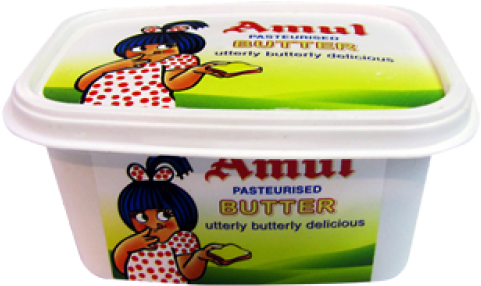 Amul
PASTEURISED
BUTTER
utterly butterly delicious
Amul
PASTEURISED
BUTTER
utterly butterly delicious